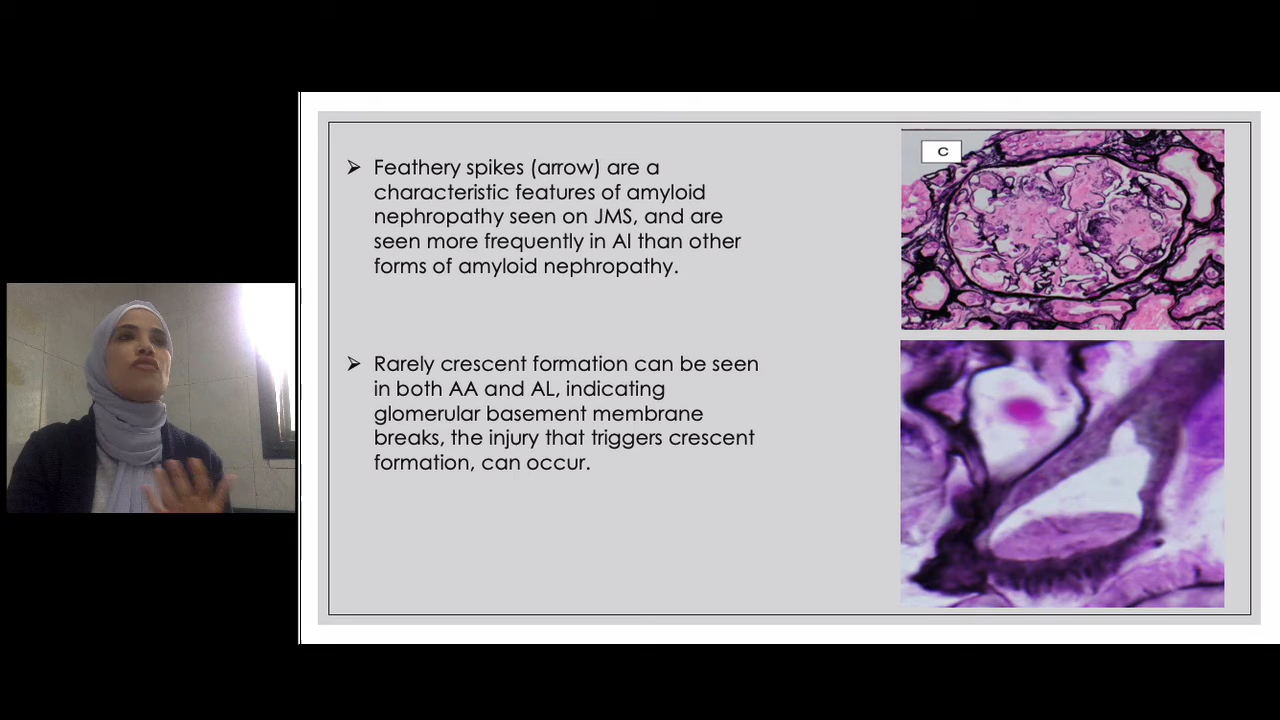 C
Feathery spikes (arrow) are a
characteristic features of amyloid
nephropathy seen on JMS, and are
seen more frequently in Al than other
forms of amyloid nephropathy.
Rarely crescent formation can be seen
in both AA and AL, indicating
glomerular basement membrane
breaks, the injury that triggers crescent
formation, can occur.